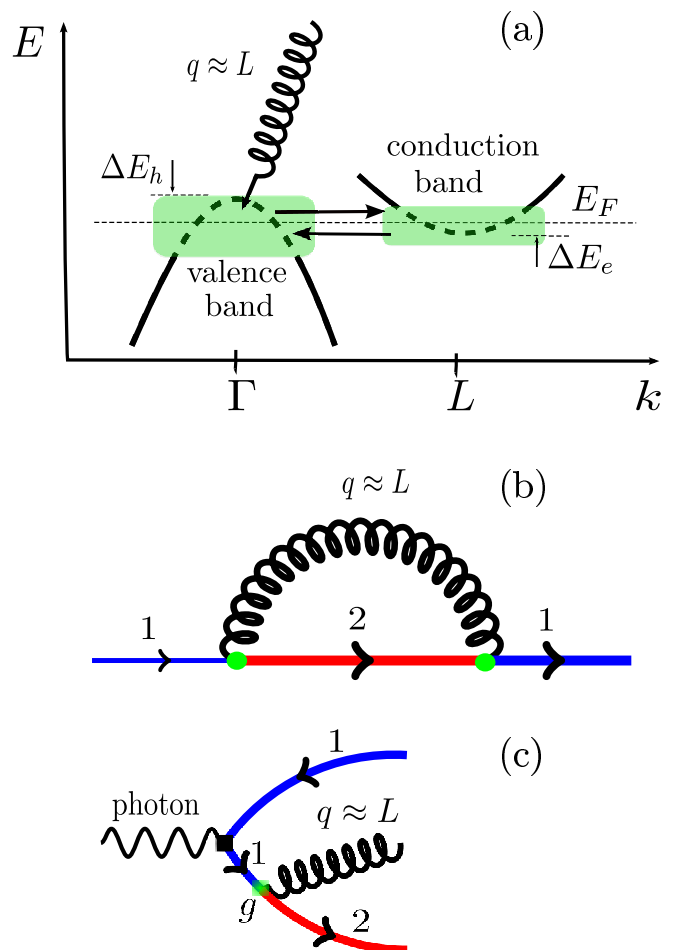 (a)
E
q ≈ L
ΔE_h
conduction
band
E_F
ΔE_e
valence
band
Γ
L
k
q ≈ L
(b)
1
2
1
(c)
1
photon
q ≈ L
1
g
2